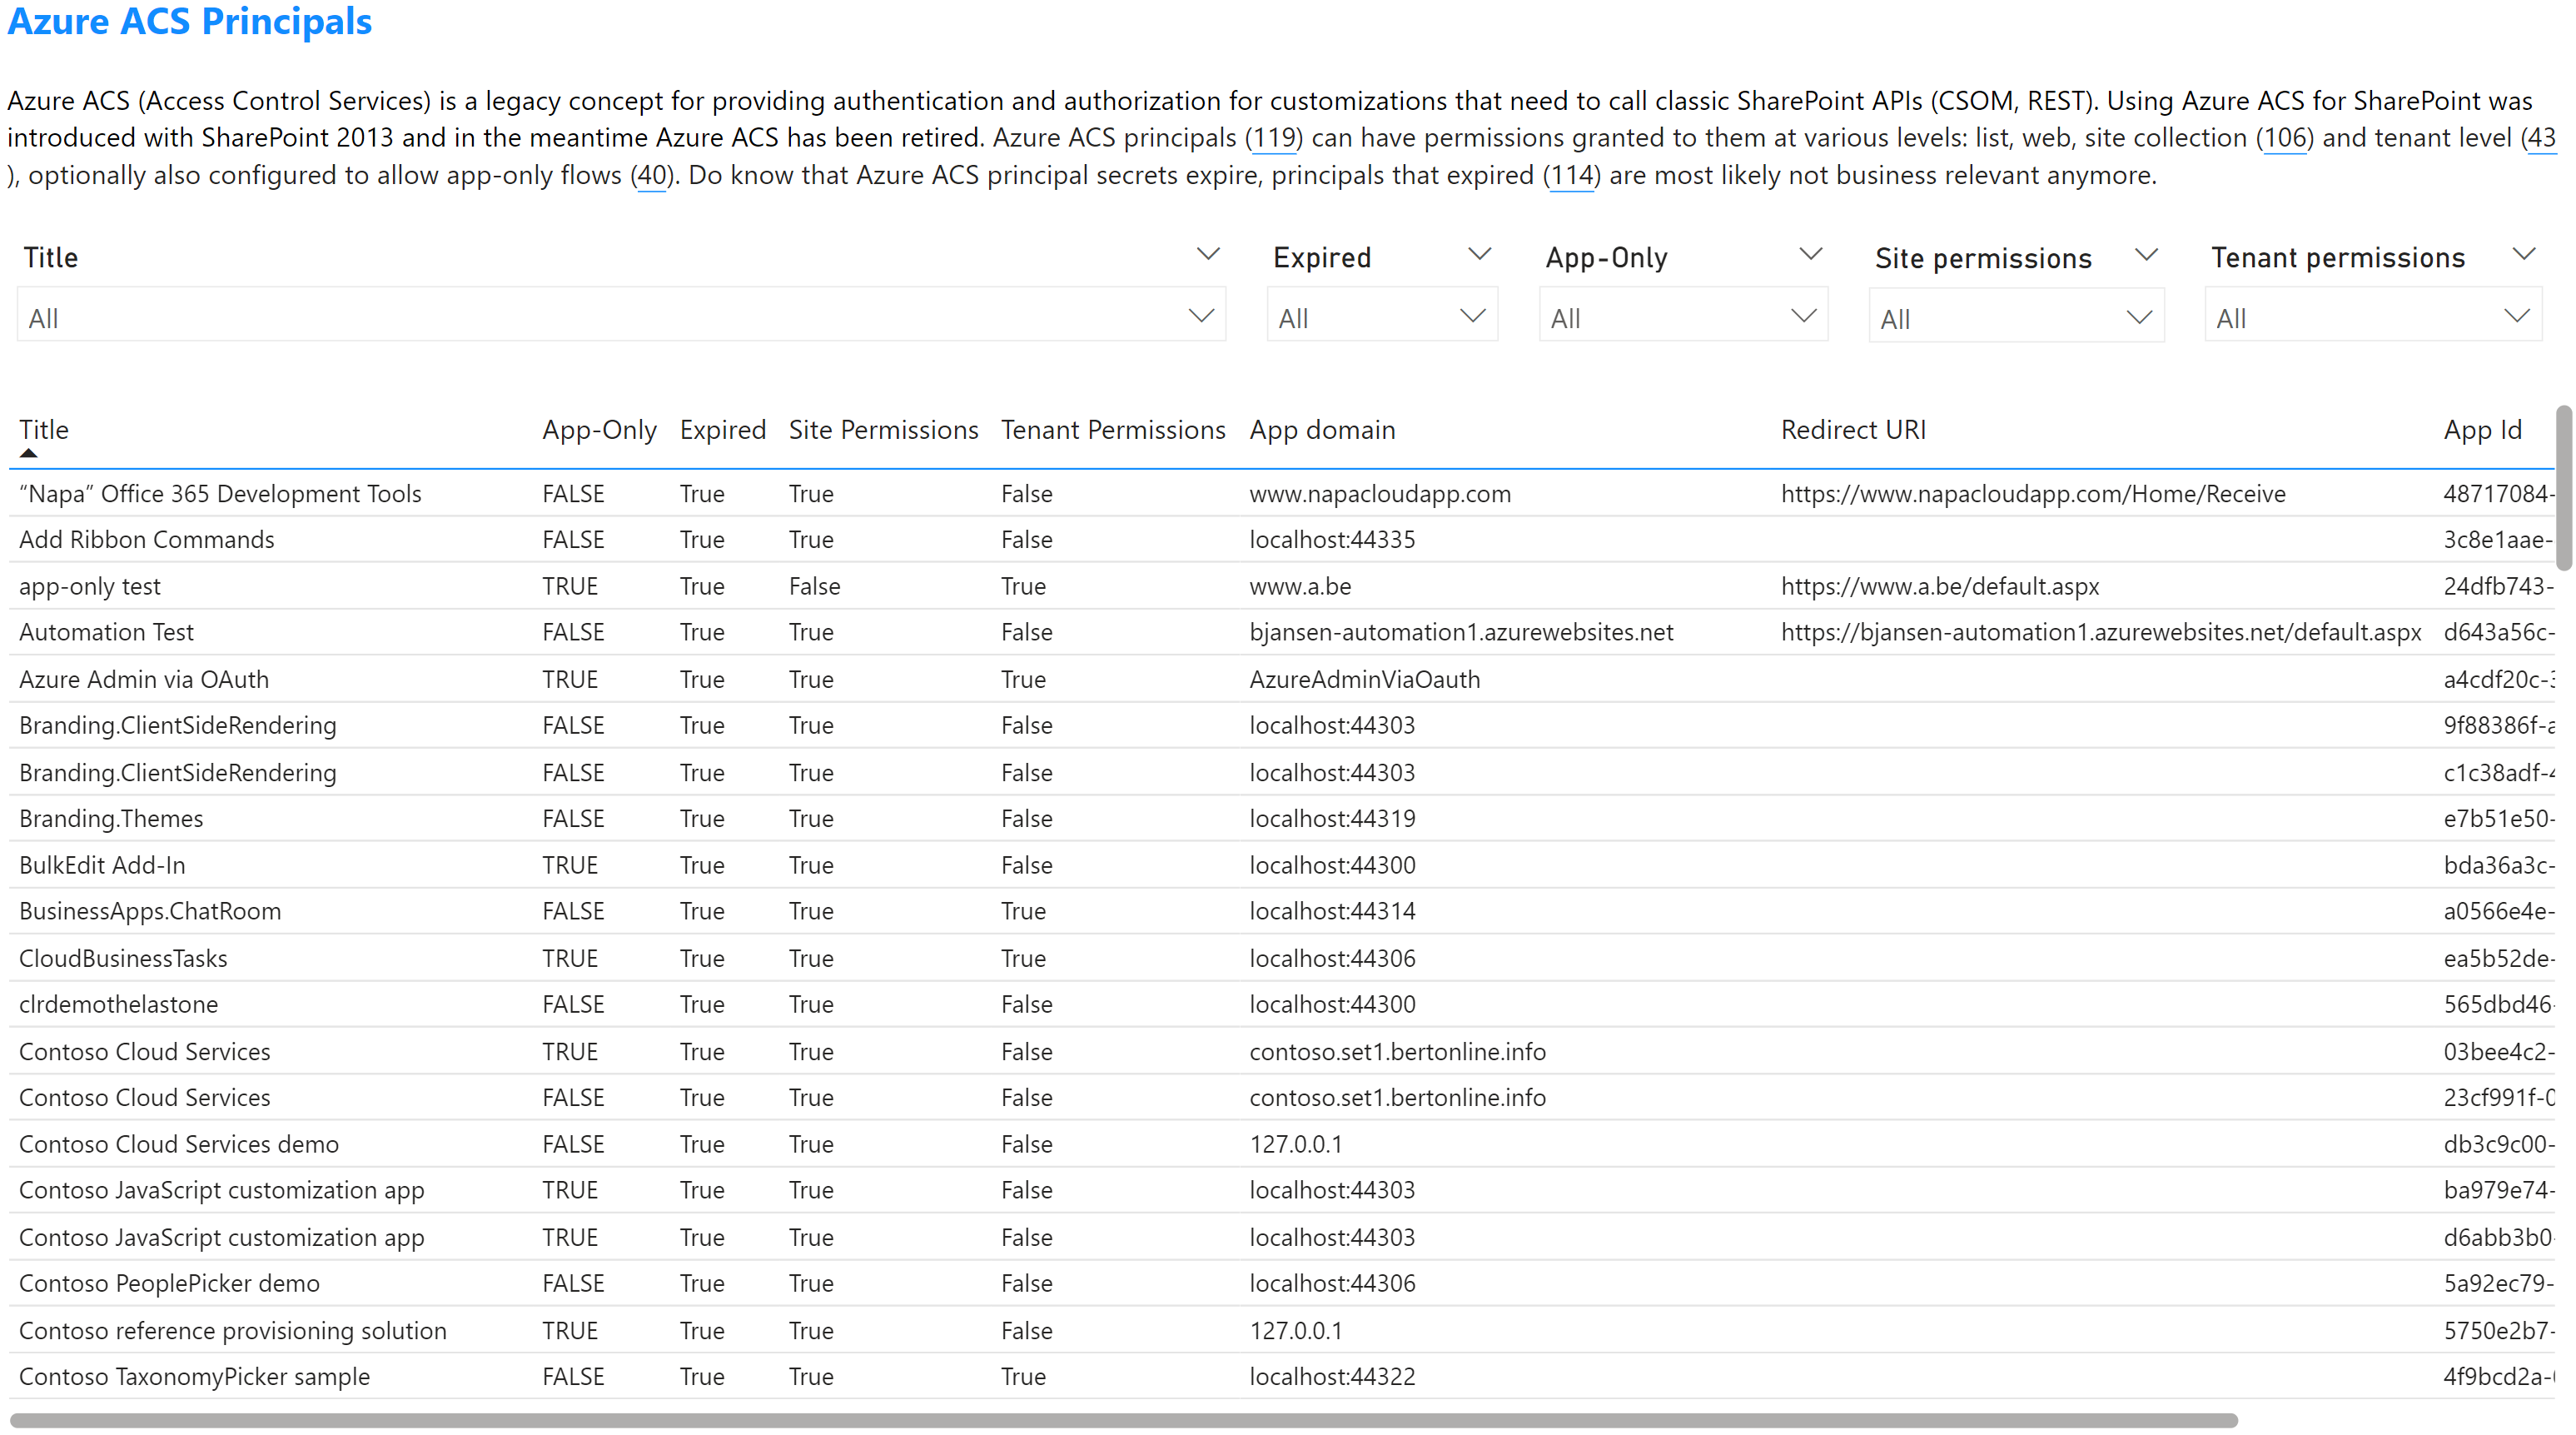 Azure ACS Principals
Azure ACS (Access Control Services) is a legacy concept for providing authentication and authorization for customizations that need to call classic SharePoint APIs (CSOM, REST). Using Azure ACS for SharePoint was
introduced with SharePoint 2013 and in the meantime Azure ACS has been retired. Azure ACS principals (119) can have permissions granted to them at various levels: list, web, site collection (106) and tenant level (43
), optionally also configured to allow app-only flows (40). Do know that Azure ACS principal secrets expire, principals that expired (114) are most likely not business relevant anymore.
Title Expired App-Only Site permissions Tenant permissions
All All All All All
Title App-Only Expired Site Permissions Tenant Permissions App domain Redirect URI App Id
“Napa” Office 365 Development Tools FALSE True True False www.napacloudapp.com https://www.napacloudapp.com/Home/Receive 48717084-
Add Ribbon Commands FALSE True True False localhost:44335 3c8e1aae-
app-only test TRUE True False True www.a.be https://www.a.be/default.aspx 24dfb743-
Automation Test FALSE True True False bjansen-automation1.azurewebsites.net https://bjansen-automation1.azurewebsites.net/default.aspx d643a56c-
Azure Admin via OAuth TRUE True True True AzureAdminViaOauth a4cdf20c-3
Branding.ClientSideRendering FALSE True True False localhost:44303 9f88386f-a
Branding.ClientSideRendering FALSE True True False localhost:44303 c1c38adf-4
Branding.Themes FALSE True True False localhost:44319 e7b51e50-
BulkEdit Add-In TRUE True True False localhost:44300 bda36a3c-
BusinessApps.ChatRoom FALSE True True True localhost:44314 a0566e4e-
CloudBusinessTasks TRUE True True True localhost:44306 ea5b52de-
clrdemothelastone FALSE True True False localhost:44300 565dbd46-
Contoso Cloud Services TRUE True True False contoso.set1.bertonline.info 03bee4c2-
Contoso Cloud Services FALSE True True False contoso.set1.bertonline.info 23cf991f-0
Contoso Cloud Services demo FALSE True True False 127.0.0.1 db3c9c00-
Contoso JavaScript customization app TRUE True True False localhost:44303 ba979e74-
Contoso JavaScript customization app TRUE True True False localhost:44303 d6abb3b0-
Contoso PeoplePicker demo FALSE True True False localhost:44306 5a92ec79-
Contoso reference provisioning solution TRUE True True False 127.0.0.1 5750e2b7-
Contoso TaxonomyPicker sample FALSE True True True localhost:44322 4f9bcd2a-